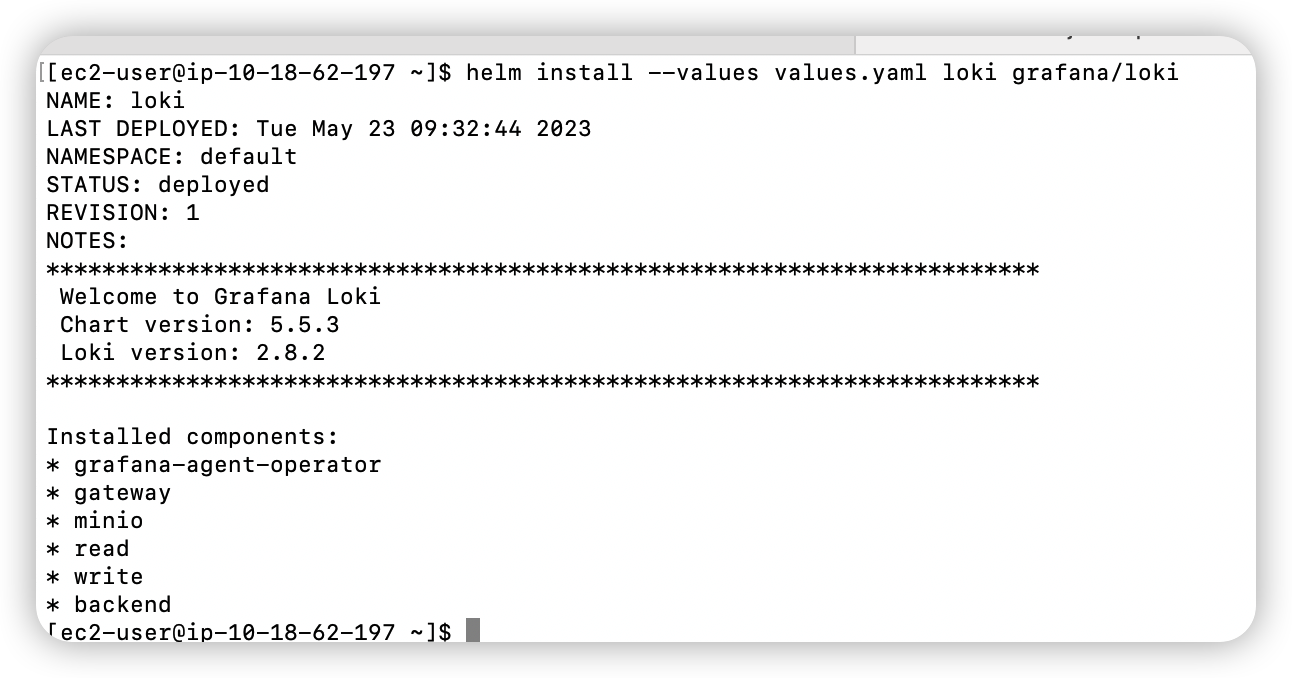 [[ec2-user@ip-10-18-62-197 ~]$ helm install --values values.yaml loki grafana/loki
NAME: loki
LAST DEPLOYED: Tue May 23 09:32:44 2023
NAMESPACE: default
STATUS: deployed
REVISION: 1
NOTES:
***********************************************************************
 Welcome to Grafana Loki
 Chart version: 5.5.3
 Loki version: 2.8.2
***********************************************************************

Installed components:
* grafana-agent-operator
* gateway
* minio
* read
* write
* backend
[ec2-user@ip-10-18-62-197 ~]$